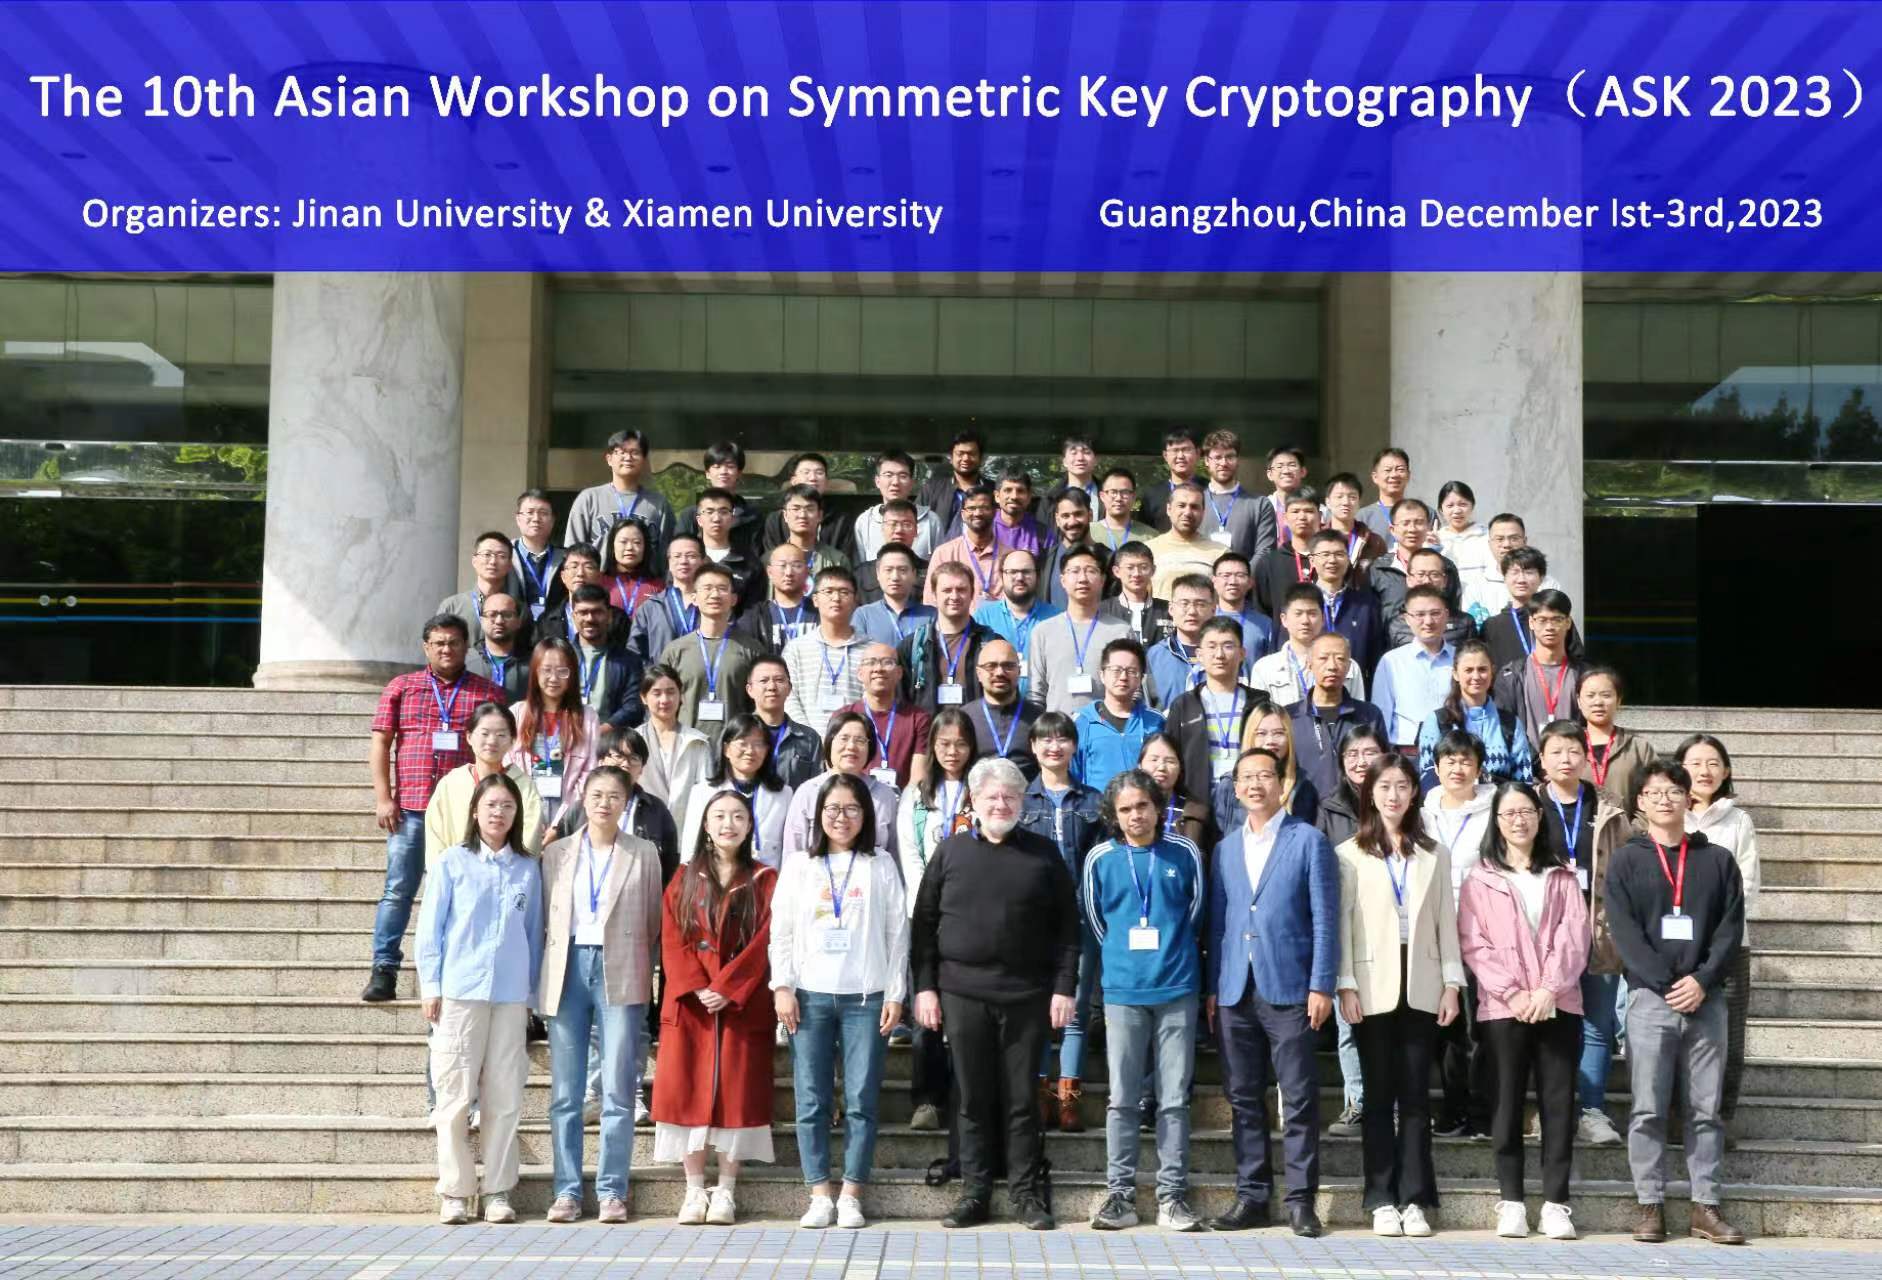 The 10th Asian Workshop on Symmetric Key Cryptography（ASK 2023）
Organizers: Jinan University & Xiamen University
Guangzhou,China December lst-3rd,2023